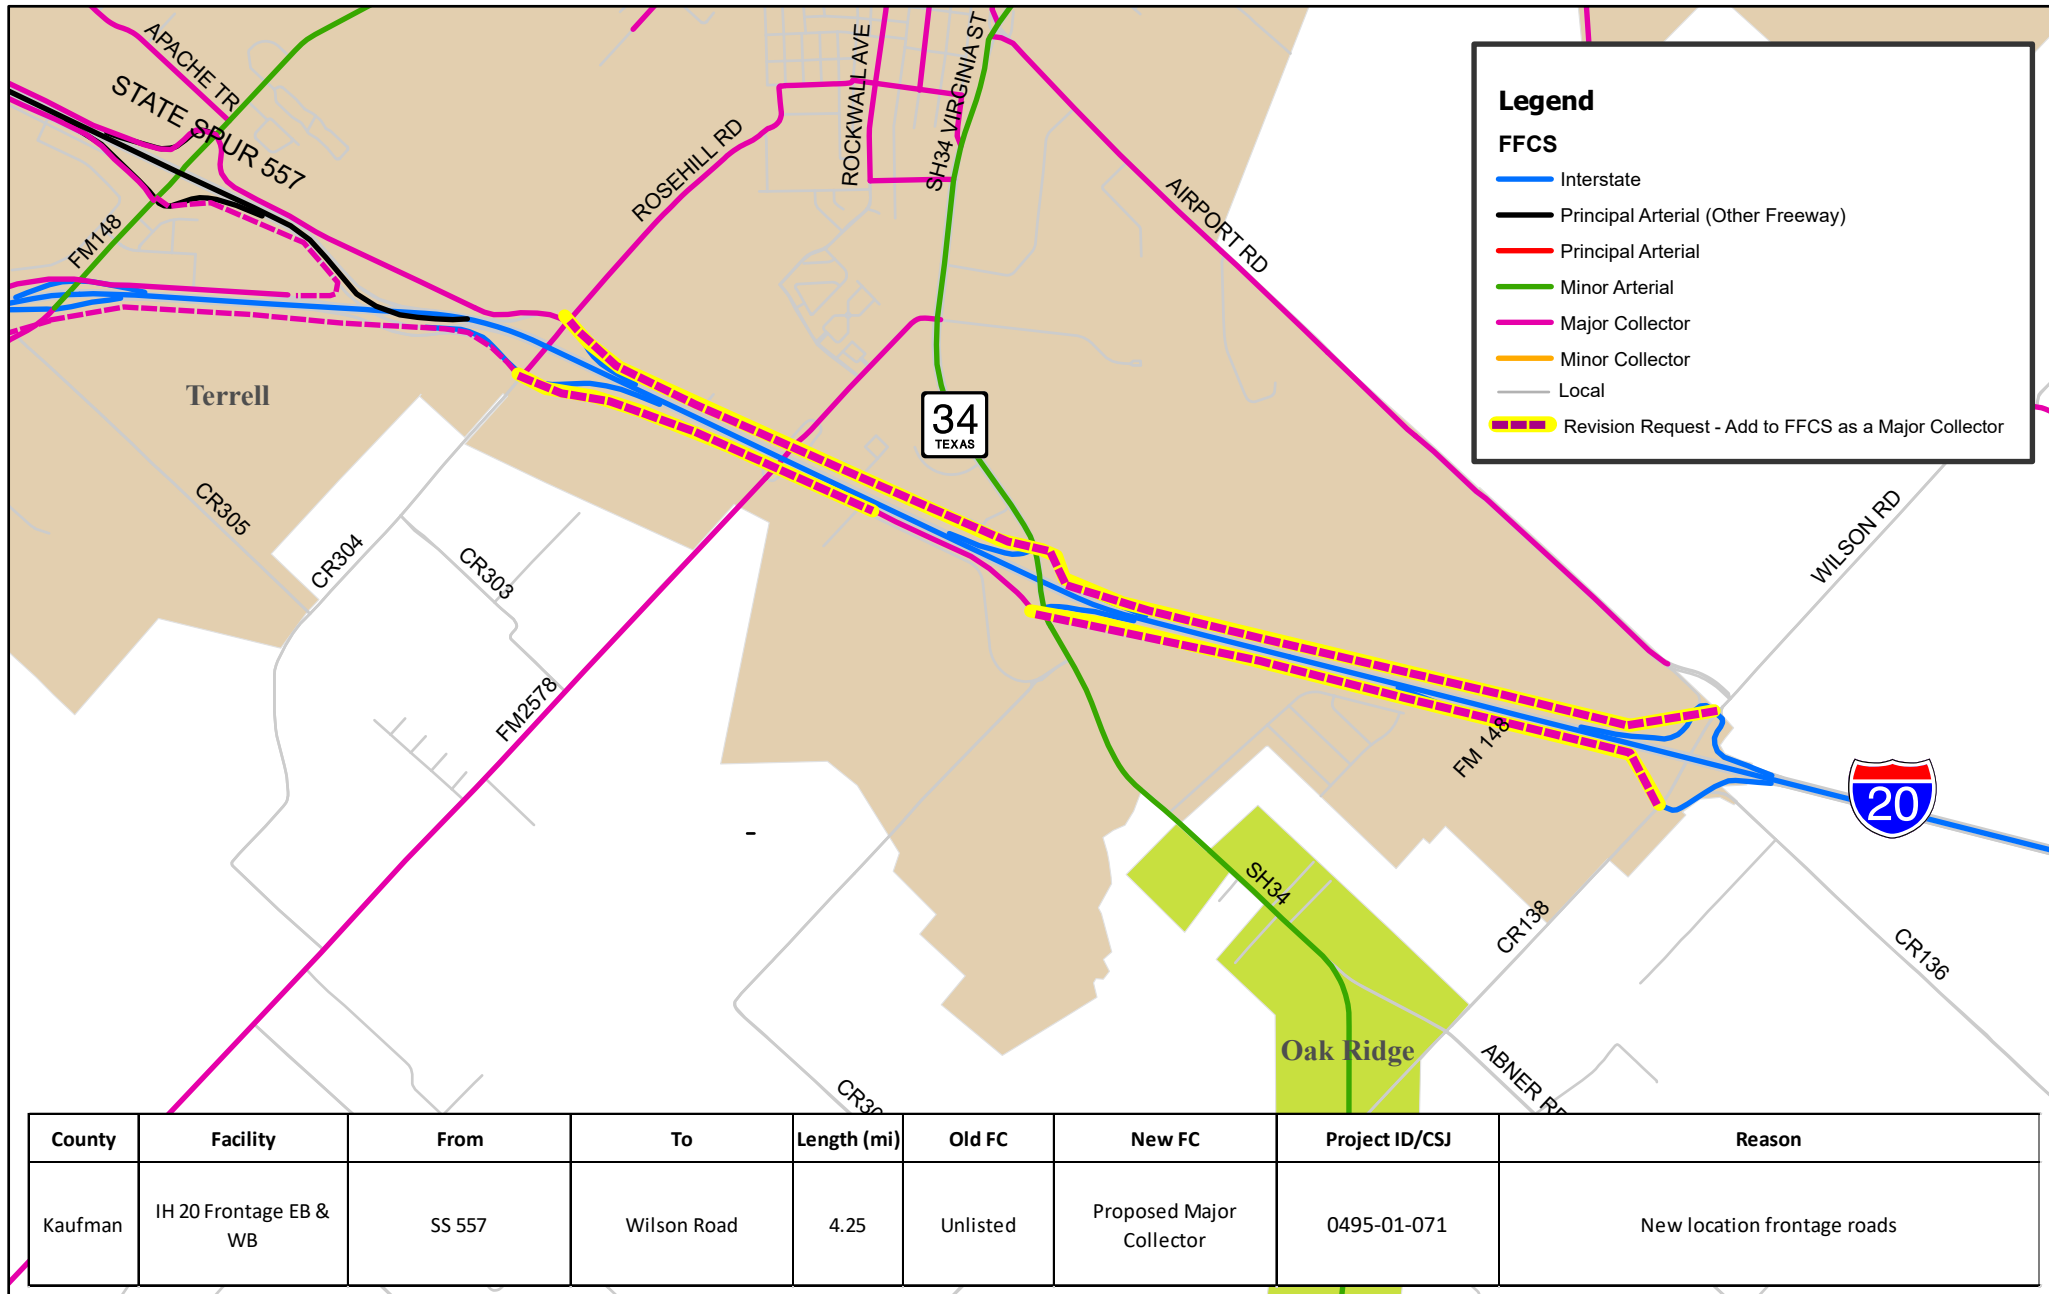 APACHE TR
STATE SPUR 557
FM148
ROSEHILL RD
ROCKWALL AVE
SH34 VIRGINIA ST
AIRPORT RD
Legend
FFCS
Interstate
Principal Arterial (Other Freeway)
Principal Arterial
Minor Arterial
Major Collector
Minor Collector
Local
Revision Request - Add to FFCS as a Major Collector
Terrell
34
TEXAS
CR305
CR304
CR303
FM2578
WILSON RD
FM 148
20
SH34
CR138
CR136
Oak Ridge
ABNER RD
CR30
County Facility From To Length (mi) Old FC New FC Project ID/CSJ Reason
Kaufman IH 20 Frontage EB & WB SS 557 Wilson Road 4.25 Unlisted Proposed Major Collector 0495-01-071 New location frontage roads